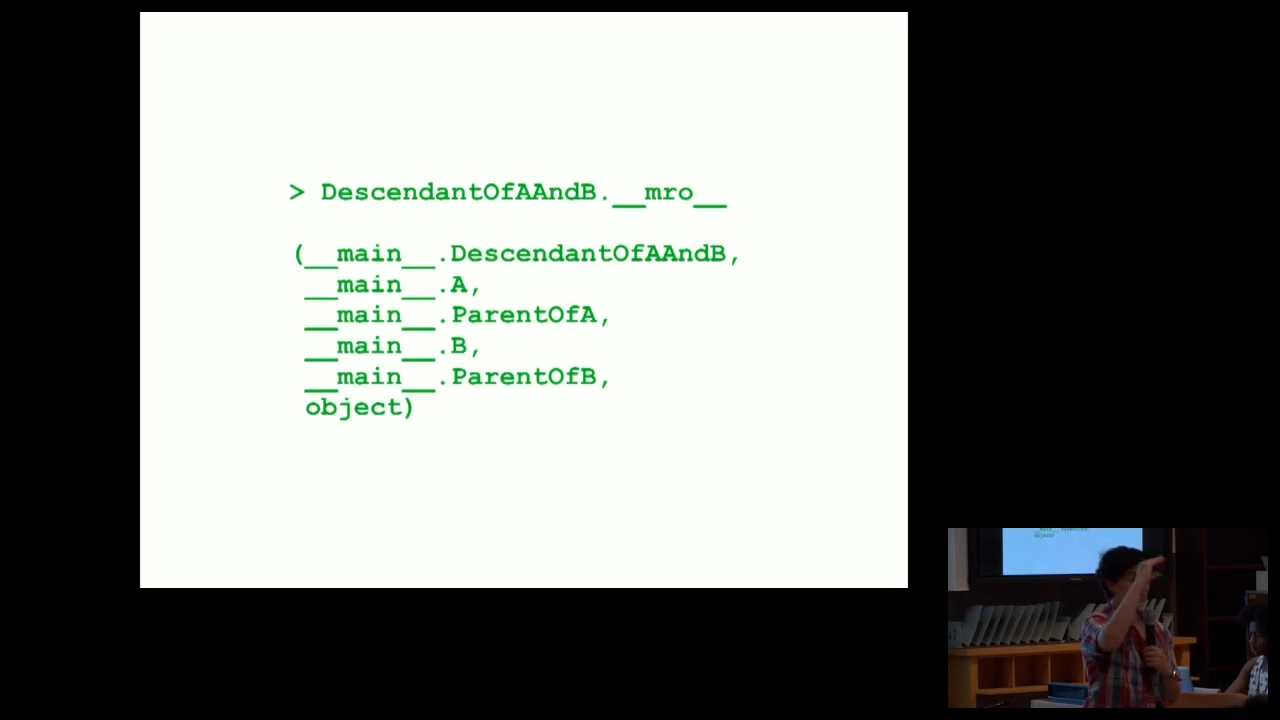 > DescendantOfAAndB.__mro__
(__main__.DescendantOfAAndB,
__main__.A,
__main__.ParentOfA,
__main__.B,
__main__.ParentOfB,
object)